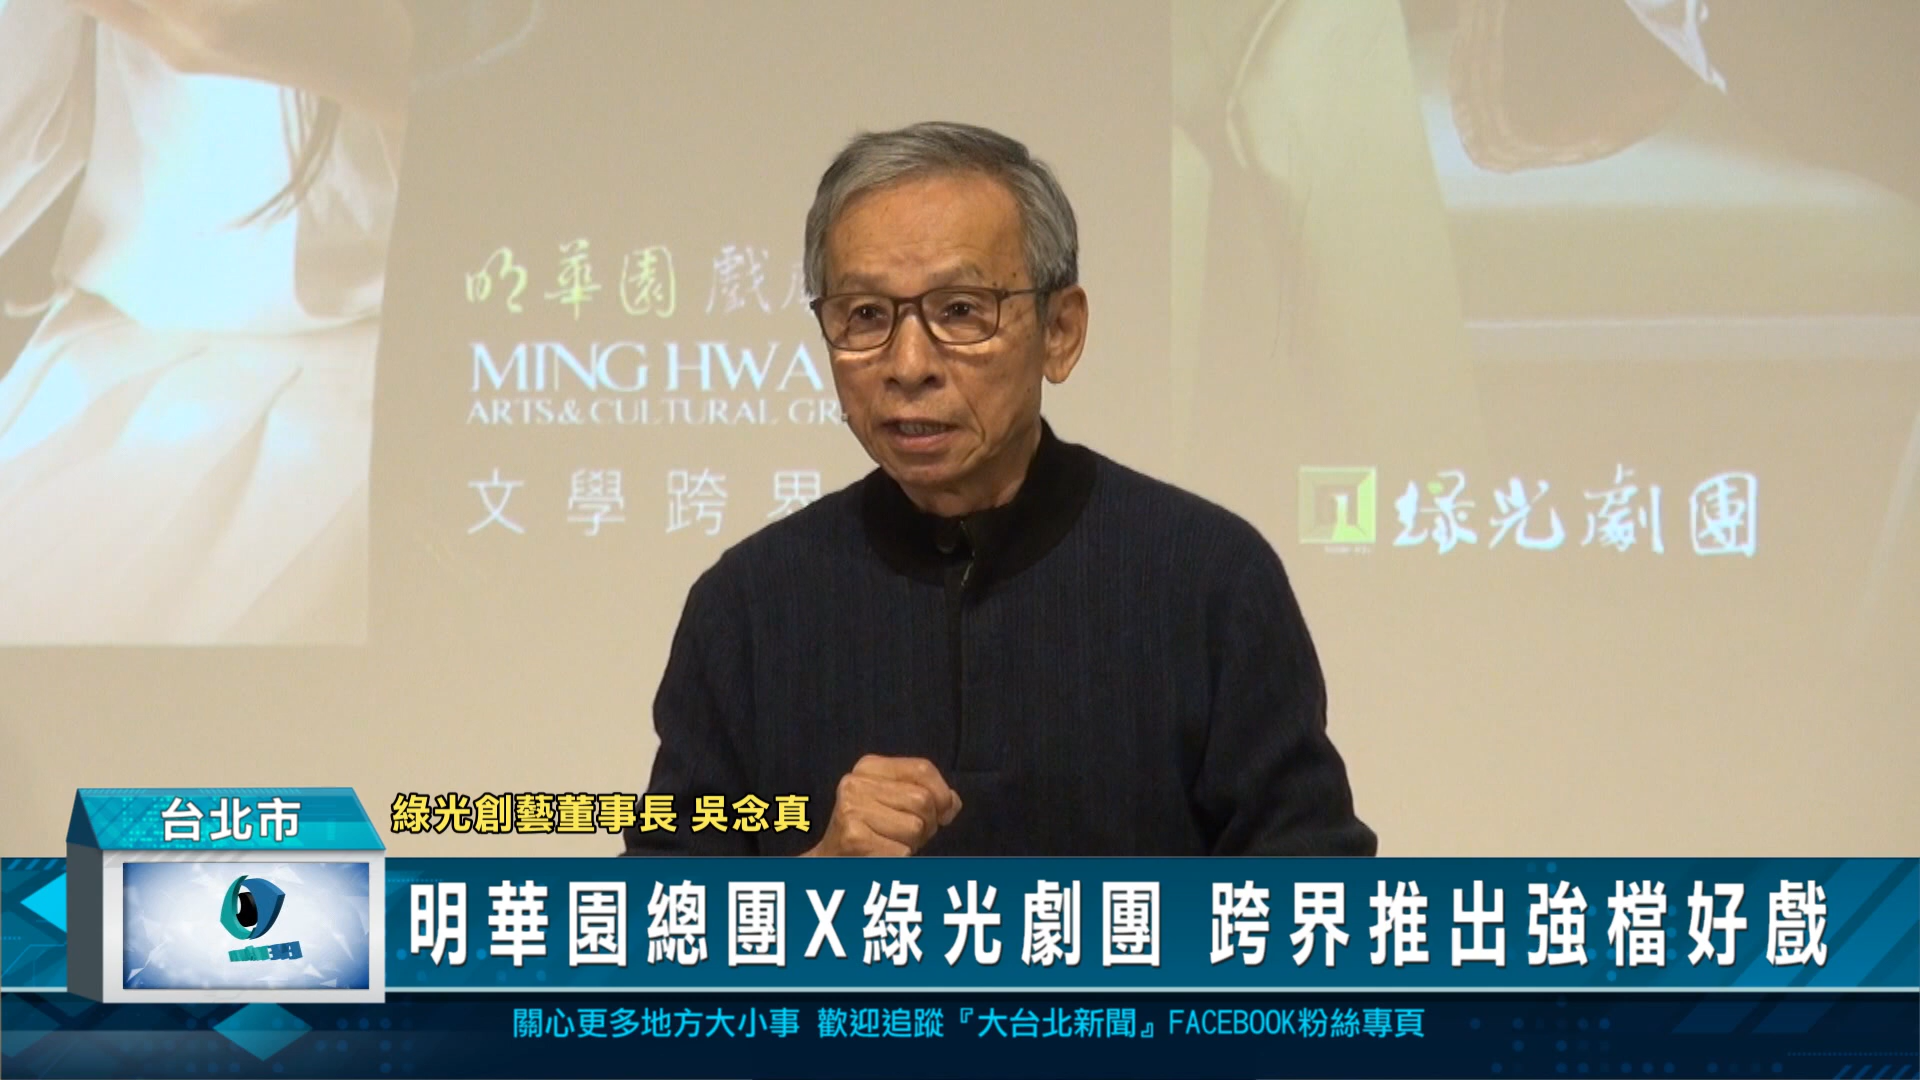 明華園 戲
MING HWA
ARTS & CULTURAL GR
文學跨界
1 綠光劇團
台北市
綠光創藝董事長 吳念真
明華園總團X綠光劇團 跨界推出強檔好戲
關心更多地方大小事 歡迎追蹤『大台北新聞』FACEBOOK粉絲專頁